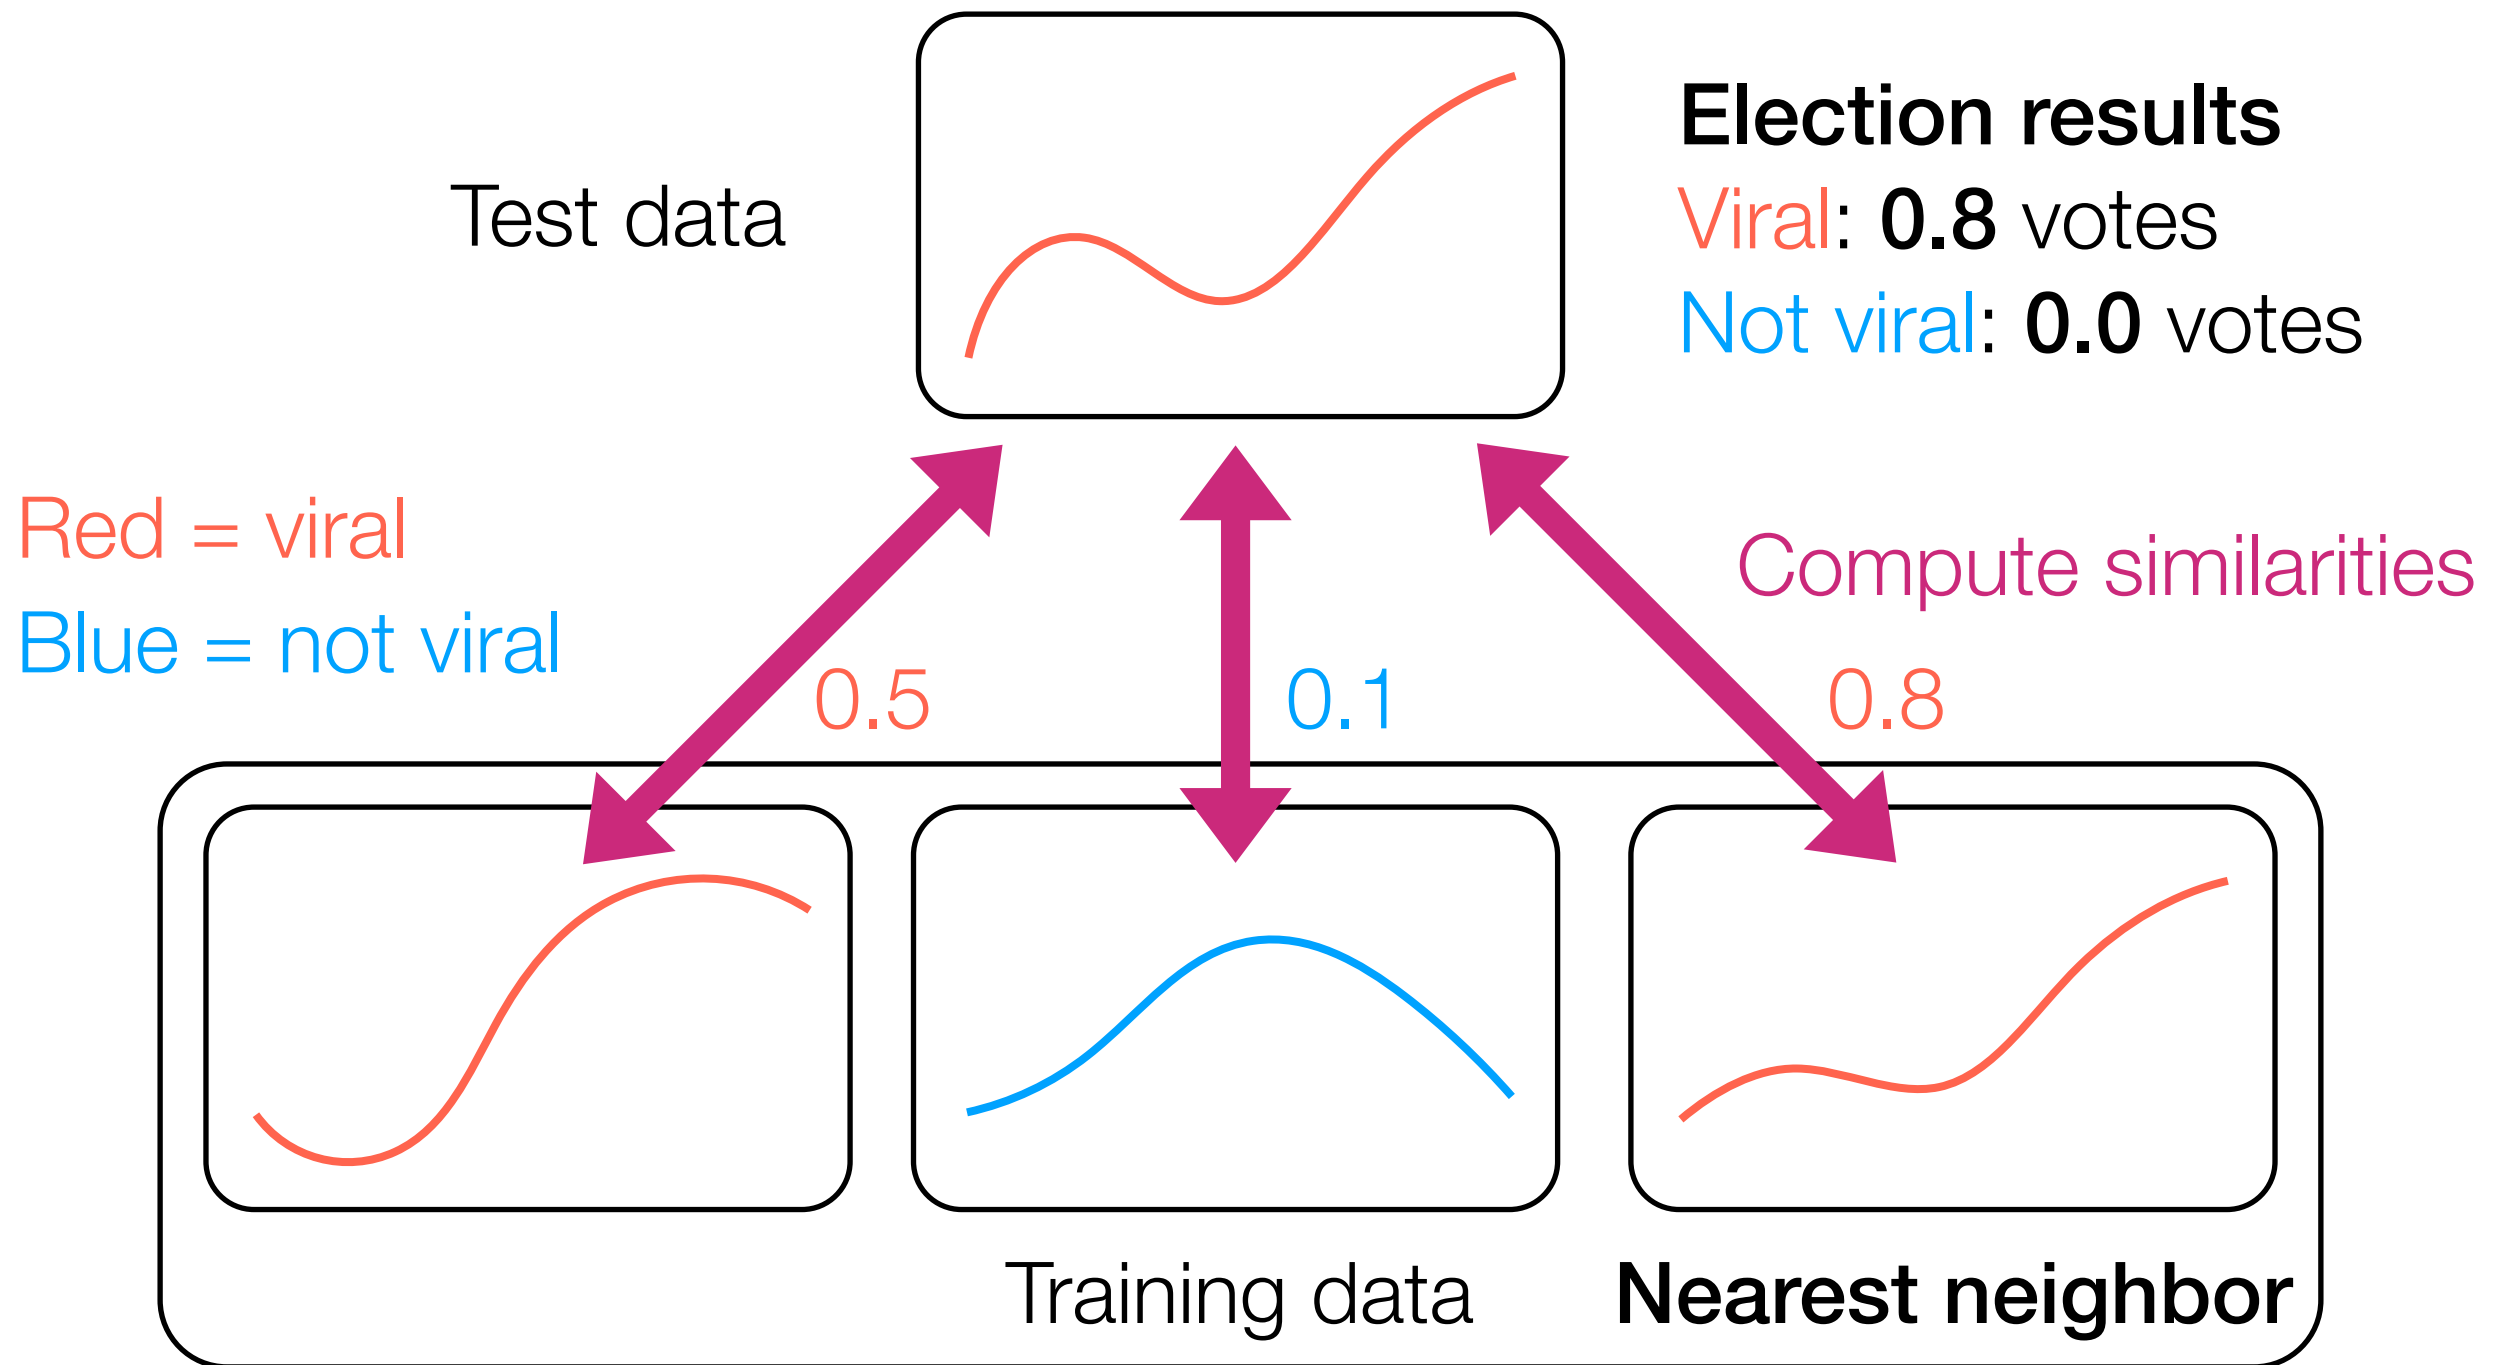 Test data
Election results
Viral: 0.8 votes
Not viral: 0.0 votes
Red = viral
Blue = not viral
Compute similarities
0.5
0.1
0.8
Training data
Nearest neighbor